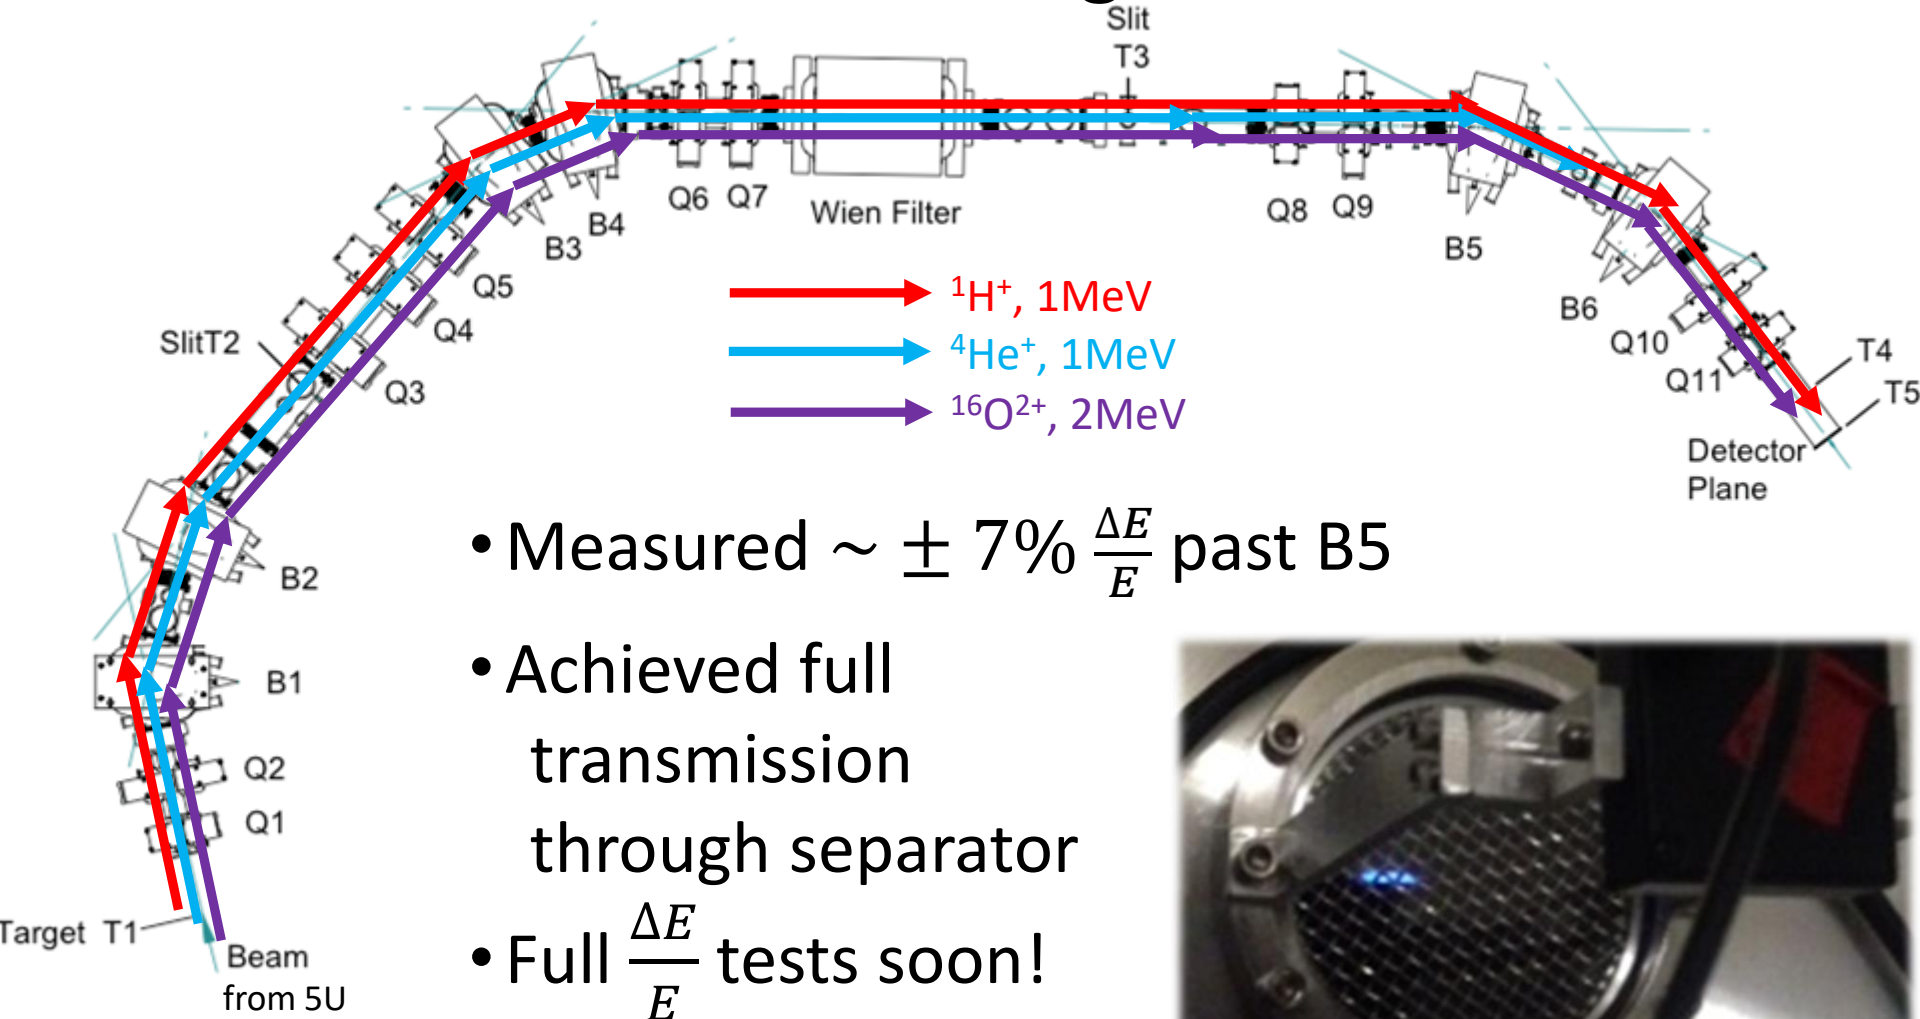 Slit
T3
Q6 Q7
Wien Filter
Q8 Q9
B4
B3
B5
Q5
Q4
SlitT2
Q3
B6
Q10
Q11
T4
T5
Detector
Plane
¹H⁺, 1MeV
⁴He⁺, 1MeV
¹⁶O²⁺, 2MeV
B2
B1
Q2
Q1
Target T1
Beam
from 5U
• Measured ~ ± 7% ΔE/E past B5
• Achieved full
transmission
through separator
• Full ΔE/E tests soon!